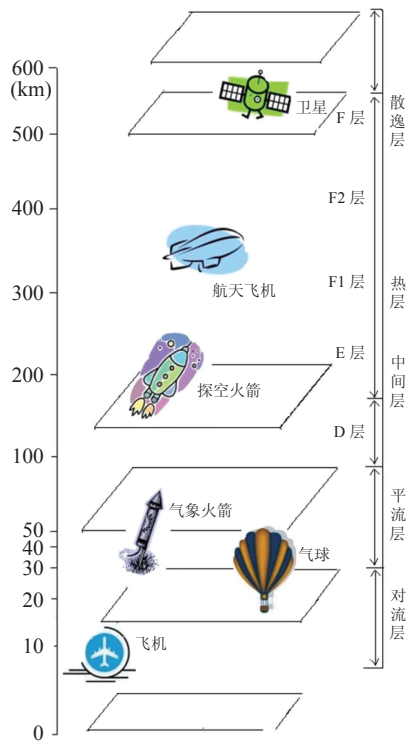 600
(km)
500
400
300
200
100
50
40
30
20
10
0
卫星
航天飞机
探空火箭
气象火箭
气球
飞机
F 层
F2 层
F1 层
E 层
D 层
散逸层
热层
中间层
平流层
对流层